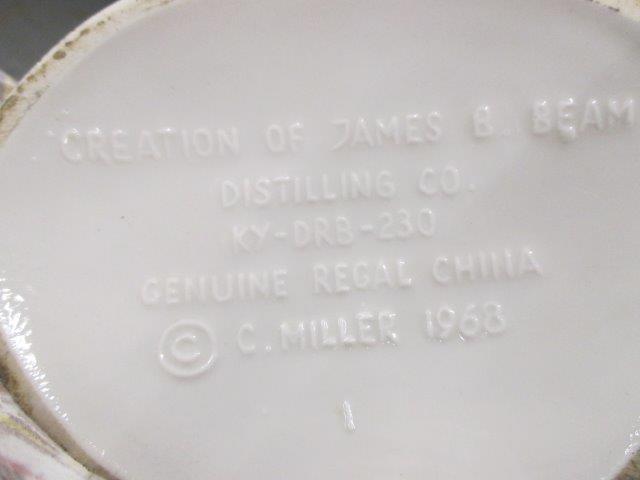 CREATION OF JAMES B. BEAM
DISTILLING CO.
KY-DRB-230
GENUINE REGAL CHINA
© C. MILLER 1968
1